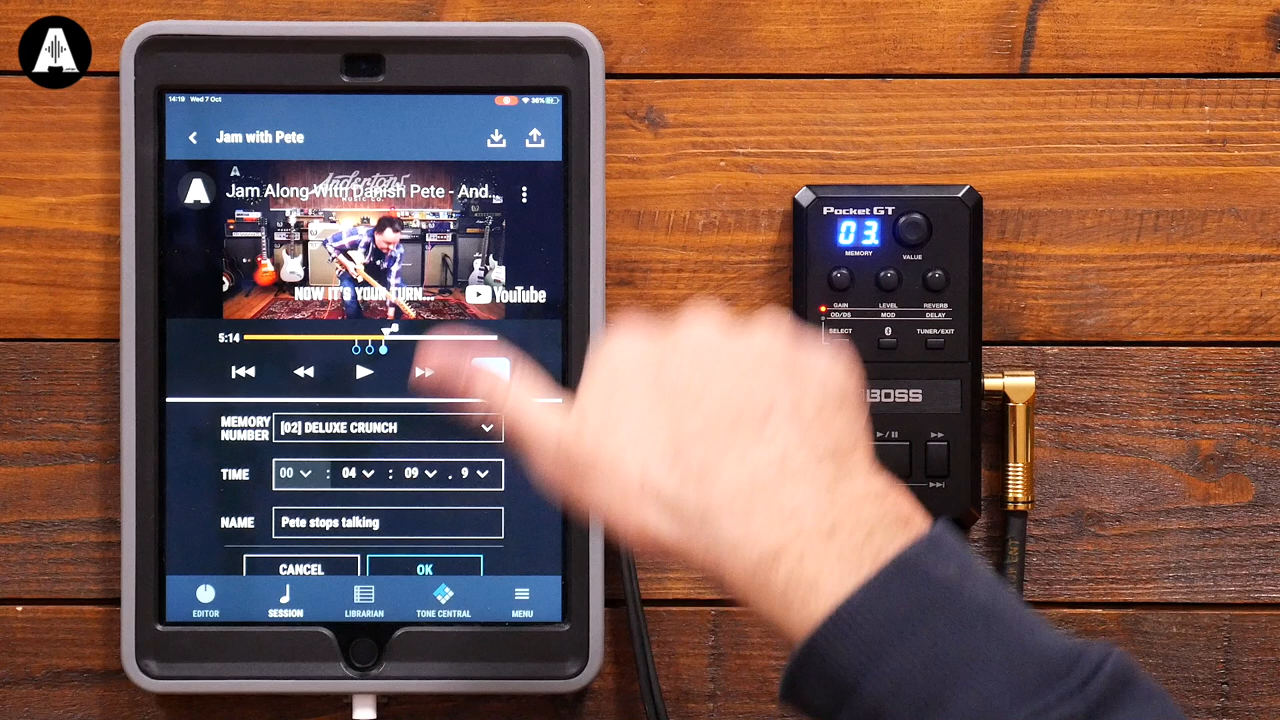 A
14:19 Wed 7 Oct
36%
Jam with Pete
A
A Jam Along With Danish Pete - And...
Andertons
MUSIC CO.
NOW IT'S YOUR TURN...
YouTube
5:14
MEMORY NUMBER [02] DELUXE CRUNCH
TIME 00 : 04 : 09 . 9
NAME Pete stops talking
CANCEL OK
EDITOR SESSION LIBRARIAN TONE CENTRAL MENU
Pocket GT
03.
MEMORY VALUE
GAIN LEVEL REVERB
OD/DS MOD DELAY
SELECT TUNER/EXIT
BOSS